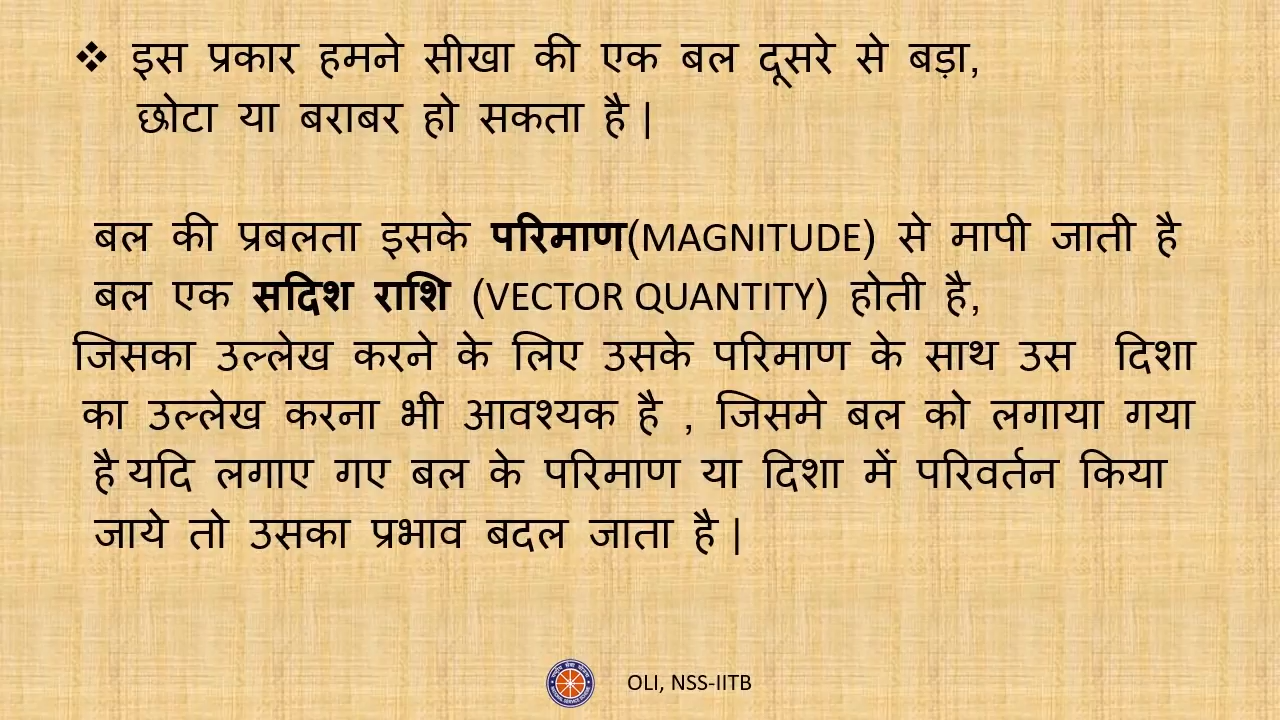 ❖ इस प्रकार हमने सीखा की एक बल दूसरे से बड़ा,
छोटा या बराबर हो सकता है |
बल की प्रबलता इसके परिमाण(MAGNITUDE) से मापी जाती है
बल एक सदिश राशि (VECTOR QUANTITY) होती है,
जिसका उल्लेख करने के लिए उसके परिमाण के साथ उस दिशा
का उल्लेख करना भी आवश्यक है , जिसमे बल को लगाया गया
है यदि लगाए गए बल के परिमाण या दिशा में परिवर्तन किया
जाये तो उसका प्रभाव बदल जाता है |
OLI, NSS-IITB